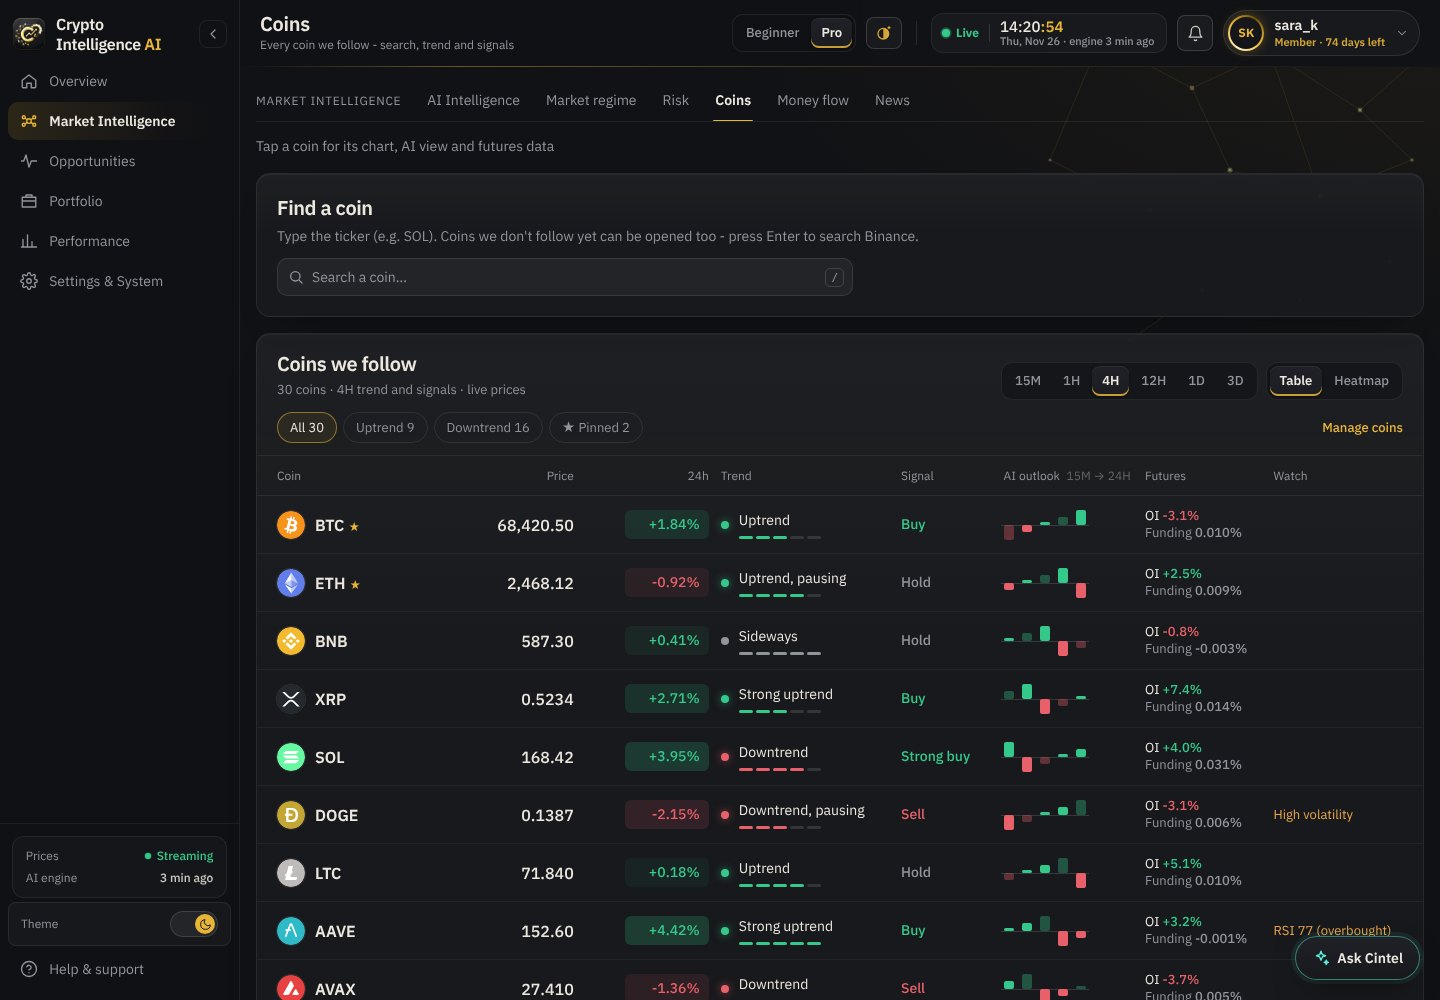 Crypto
Intelligence AI
Overview
Market Intelligence
Opportunities
Portfolio
Performance
Settings & System
Prices
Streaming
AI engine
3 min ago
Theme
Help & support
Coins
Every coin we follow - search, trend and signals
Beginner
Pro
Live
14:20:54
Thu, Nov 26 · engine 3 min ago
SK
sara_k
Member · 74 days left
MARKET INTELLIGENCE
AI Intelligence
Market regime
Risk
Coins
Money flow
News
Tap a coin for its chart, AI view and futures data
Find a coin
Type the ticker (e.g. SOL). Coins we don't follow yet can be opened too - press Enter to search Binance.
Search a coin...
/
Coins we follow
30 coins · 4H trend and signals · live prices
15M 1H 4H 12H 1D 3D
Table Heatmap
All 30
Uptrend 9
Downtrend 16
★ Pinned 2
Manage coins
Coin Price 24h Trend Signal AI outlook 15M → 24H Futures Watch
BTC ★ 68,420.50 +1.84% Uptrend Buy OI -3.1%
Funding 0.010%
ETH ★ 2,468.12 -0.92% Uptrend, pausing Hold OI +2.5%
Funding 0.009%
BNB 587.30 +0.41% Sideways Hold OI -0.8%
Funding -0.003%
XRP 0.5234 +2.71% Strong uptrend Buy OI +7.4%
Funding 0.014%
SOL 168.42 +3.95% Downtrend Strong buy OI +4.0%
Funding 0.031%
DOGE 0.1387 -2.15% Downtrend, pausing Sell OI -3.1%
Funding 0.006%
High volatility
LTC 71.840 +0.18% Uptrend Hold OI +5.1%
Funding 0.010%
AAVE 152.60 +4.42% Strong uptrend Buy OI +3.2%
Funding -0.001%
RSI 77 (overbought)
AVAX 27.410 -1.36% Downtrend Sell OI -3.7%
Funding 0.005%
Ask Cintel